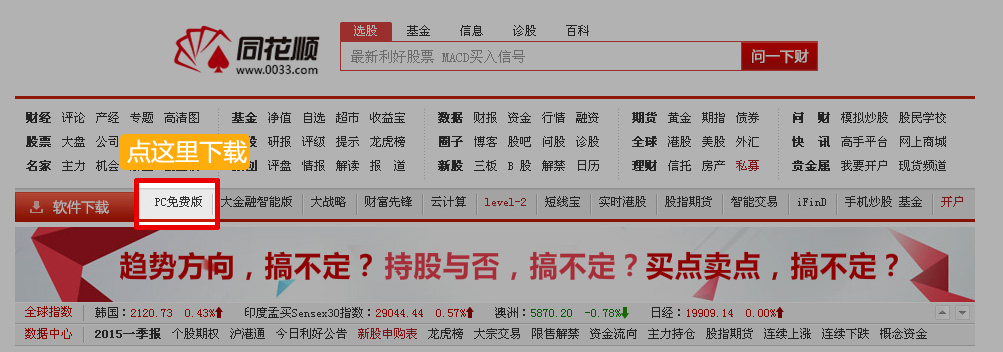 选股 基金 信息 诊股 百科
同花顺
www.0033.com
最新利好股票 MACD买入信号 问一下财
财经 评论 产经 专题 高清图 基金 净值 自选 超市 收益宝 数据 财报 资金 行情 融资 期货 黄金 期指 债券 问 财 模拟炒股 股民学校
股票 大盘 公司 研报 评级 提示 龙虎榜 圈子 博客 股吧 问股 诊股 全球 港股 美股 外汇 快 讯 高手平台 网上商城
点这里下载
名家 主力 机会 评盘 情报 解读 报 道 新股 三板 B 股 解禁 日历 理财 信托 房产 私募 贵金属 我要开户 现货频道
软件下载 PC免费版 大金融智能版 大战略 财富先锋 云计算 level-2 短线宝 实时港股 股指期货 智能交易 iFinD 手机炒股 基金 开户
趋势方向，搞不定？持股与否，搞不定？买点卖点，搞不定？
全球指数 韩国：2120.73 0.43%⬆ 印度孟买Sensex30指数：29044.44 0.57%⬆ 澳洲：5870.20 -0.78%⬇ 日经：19909.14 0.00%⬆
数据中心 2015一季报 个股期权 沪港通 今日利好公告 新股申购表 龙虎榜 大宗交易 限售解禁 资金流向 主力持仓 股指期货 连续上涨 连续下跌 概念资金